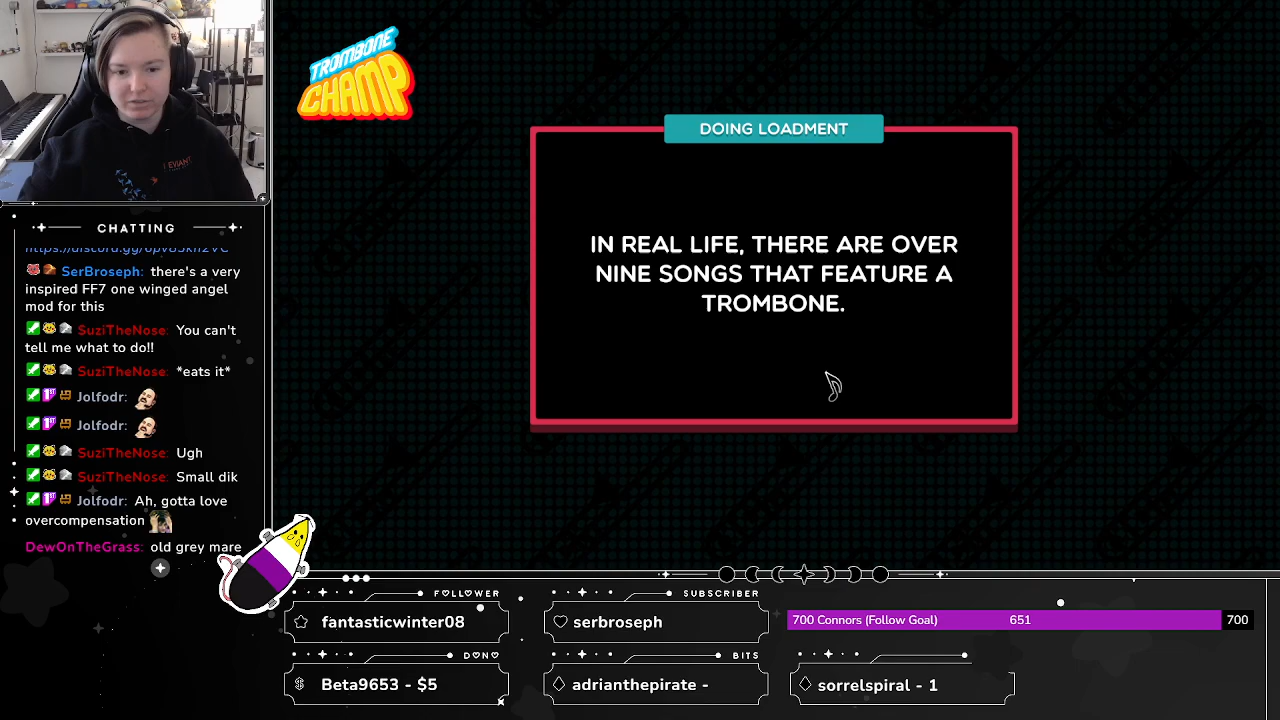 TROMBONE
CHAMP
DOING LOADMENT
IN REAL LIFE, THERE ARE OVER
NINE SONGS THAT FEATURE A
TROMBONE.
CHATTING
SerBroseph: there's a very
inspired FF7 one winged angel
mod for this
SuziTheNose: You can't
tell me what to do!!
SuziTheNose: *eats it*
Jolfodr:
Jolfodr:
SuziTheNose: Ugh
SuziTheNose: Small dik
Jolfodr: Ah, gotta love
overcompensation
DewOnTheGrass: old grey mare
FOLLOWER
fantasticwinter08
SUBSCRIBER
serbroseph
700 Connors (Follow Goal) 651 700
DONO
Beta9653 - $5
BITS
adrianthepirate -
sorrelspiral - 1